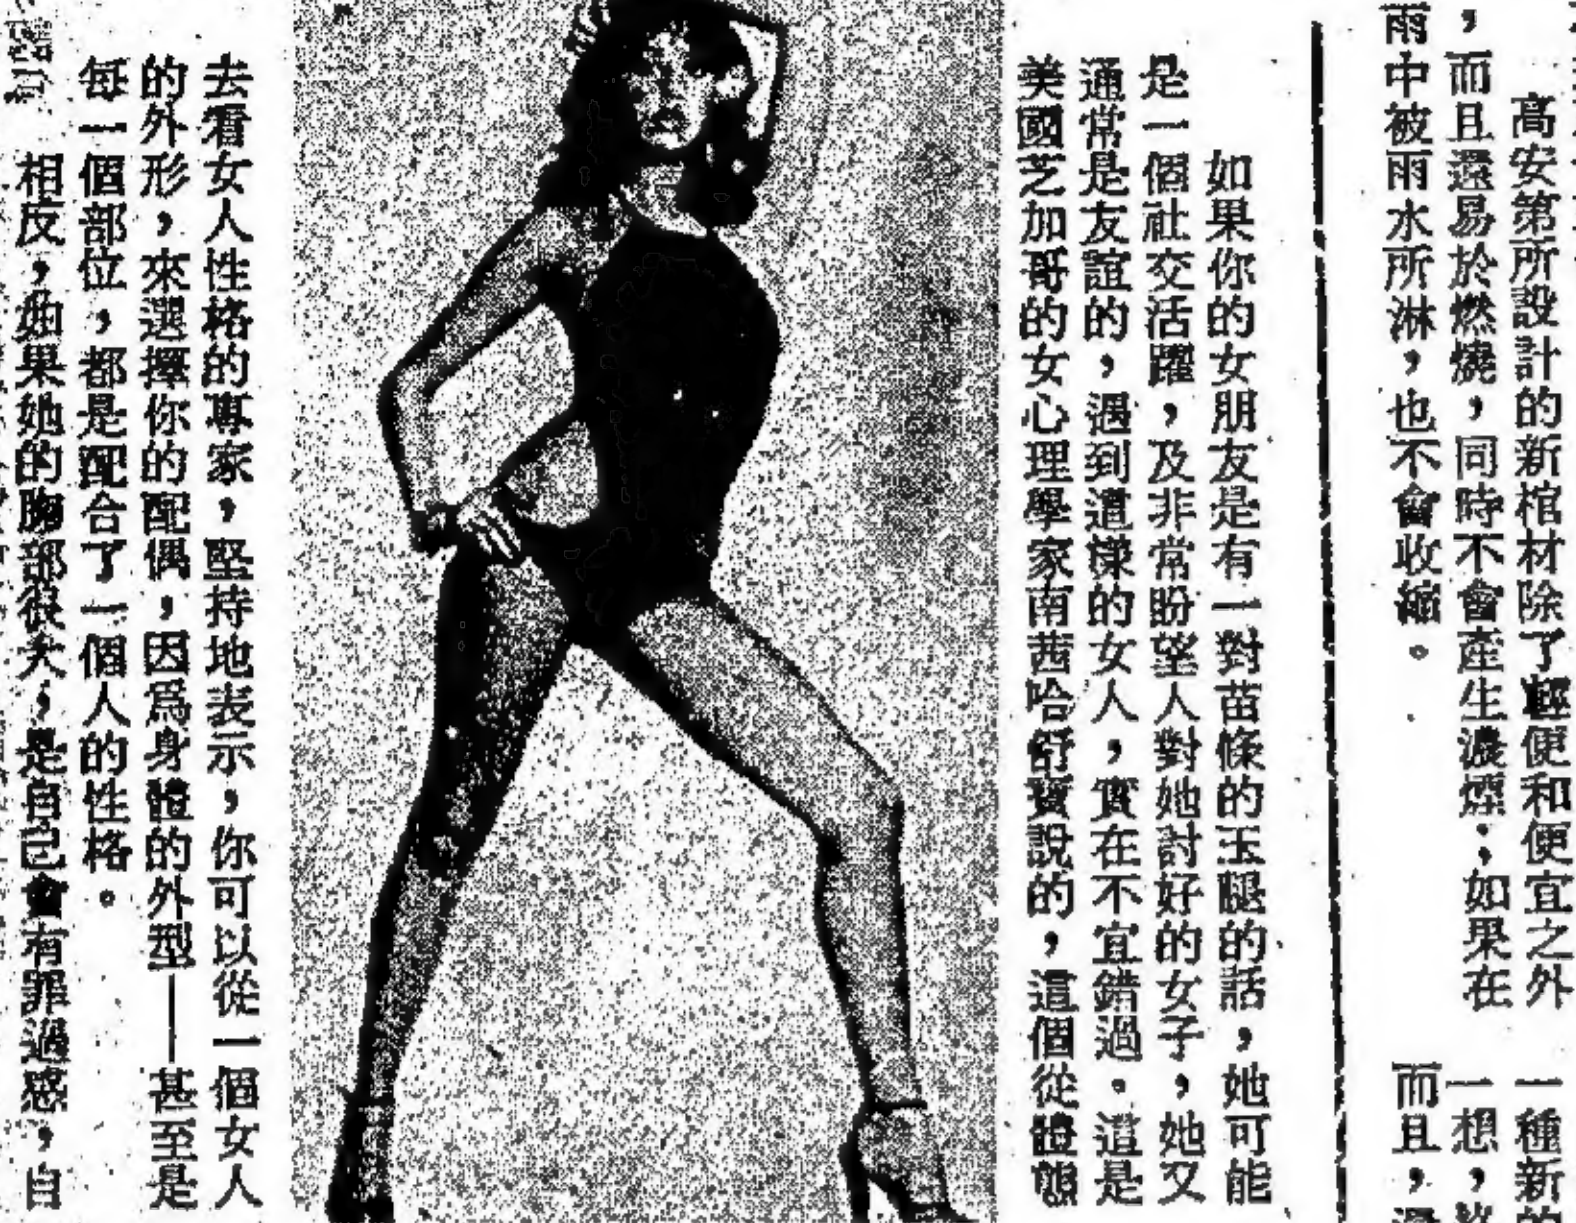 高安第所設計的新棺材除了輕便和便宜之外
，而且還易於燃燒，同時不會產生濃煙；如果在
雨中被雨水所淋，也不會收縮。
一種新
一想，
而且，
如果你的女朋友是有一對苗條的玉腿的話，她可能
是一個社交活躍，及非常盼望人對她討好的女子，她又
通常是友誼的，遇到這樣的女人，實在不宜錯過。這是
美國芝加哥的女心理學家南茜哈舒寶說的，這個從體態
去看女人性格的專家，堅持地表示，你可以從一個女人
的外形，來選擇你的配偶，因為身體的外型——甚至是
每一個部位，都是配合了一個人的性格。
相反，如果她的胸部很大，是自己會有罪過感，自